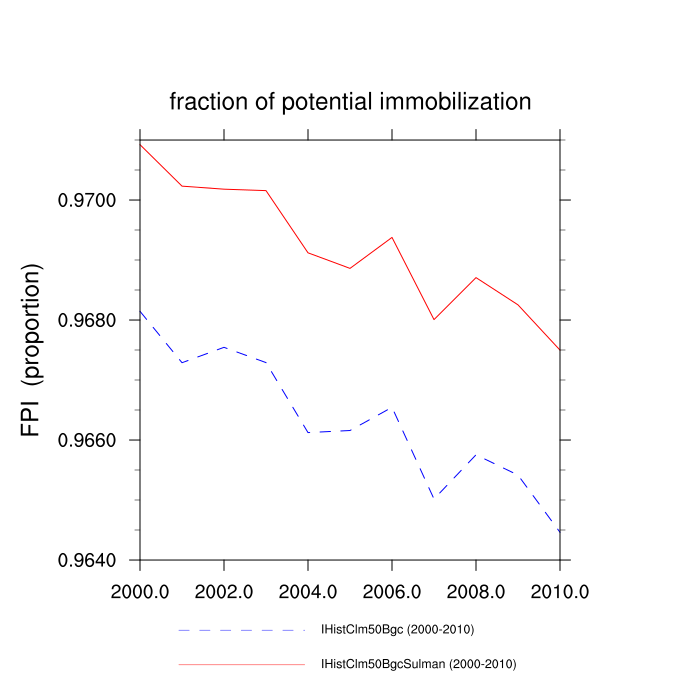 fraction of potential immobilization
FPI (proportion)
0.9700
0.9680
0.9660
0.9640
2000.0 2002.0 2004.0 2006.0 2008.0 2010.0
IHistClm50Bgc (2000-2010)
IHistClm50BgcSulman (2000-2010)